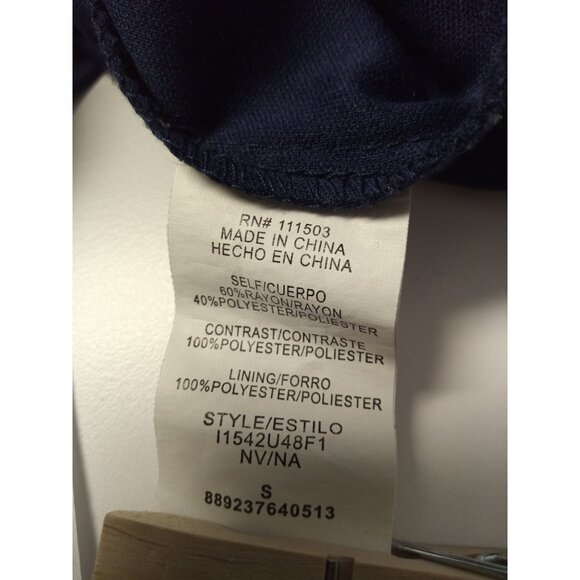 RN# 111503
MADE IN CHINA
HECHO EN CHINA
SELF/CUERPO
60%RAYON/RAYON
40%POLYESTER/POLIESTER
CONTRAST/CONTRASTE
100%POLYESTER/POLIESTER
LINING/FORRO
100%POLYESTER/POLIESTER
STYLE/ESTILO
I1542U48F1
NV/NA
S
889237640513